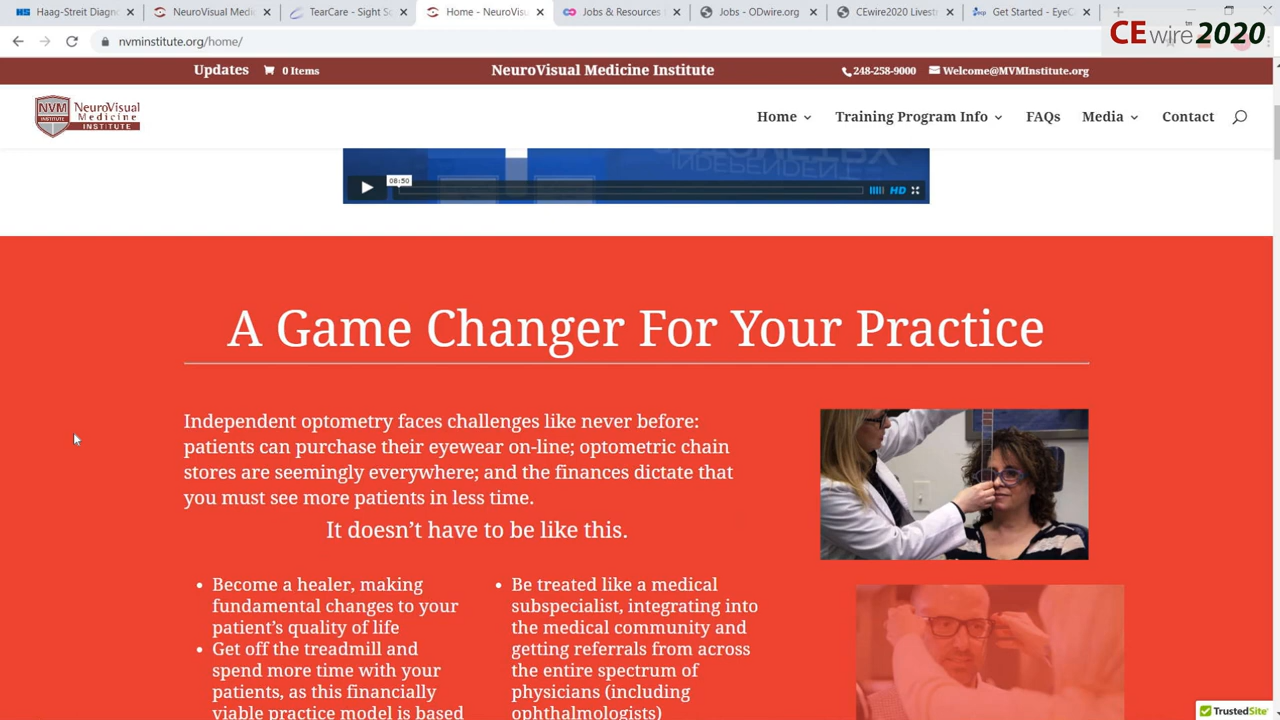 Haag-Streit Diagno
NeuroVisual Medic
TearCare - Sight Sc
Home - NeuroVisu
Jobs & Resources
Jobs - ODwire.org
CEwire2020 Livest
Get Started - EyeC
nvminstitute.org/home/
CEwire2020
Updates
0 Items
NeuroVisual Medicine Institute
248-258-9000
Welcome@MVMInstitute.org
NVM
INSTITUTE
NeuroVisual
Medicine
INSTITUTE
Home
Training Program Info
FAQs
Media
Contact
INDEPENDENT
08:50
HD
A Game Changer For Your Practice
Independent optometry faces challenges like never before:
patients can purchase their eyewear on-line; optometric chain
stores are seemingly everywhere; and the finances dictate that
you must see more patients in less time.
It doesn’t have to be like this.
• Become a healer, making
fundamental changes to your
patient’s quality of life
• Get off the treadmill and
spend more time with your
patients, as this financially
viable practice model is based
• Be treated like a medical
subspecialist, integrating into
the medical community and
getting referrals from across
the entire spectrum of
physicians (including
ophthalmologists)
TrustedSite